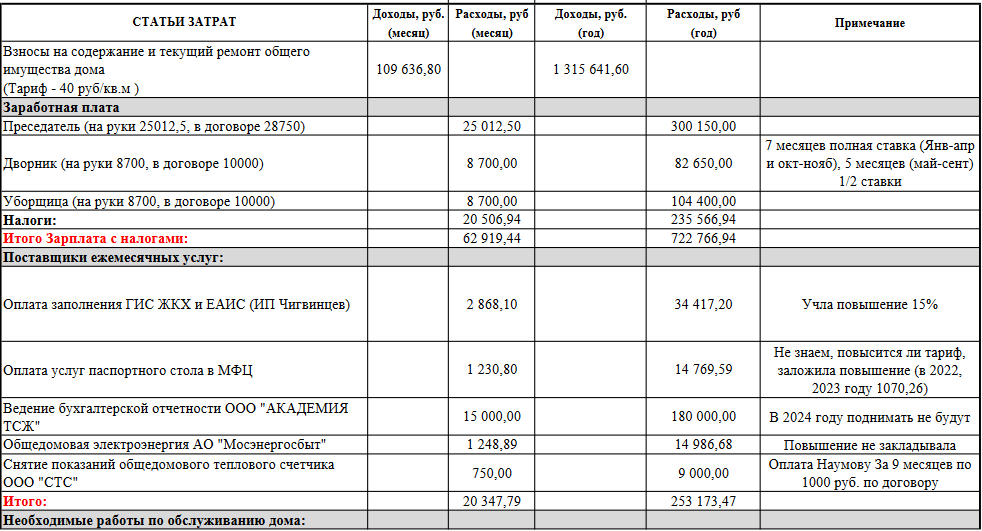 СТАТЬИ ЗАТРАТ Доходы, руб. (месяц) Расходы, руб (месяц) Доходы, руб. (год) Расходы, руб (год) Примечание
Взносы на содержание и текущий ремонт общего
имущества дома
(Тариф - 40 руб/кв.м ) 109 636,80 1 315 641,60
Заработная плата
Преседатель (на руки 25012,5, в договоре 28750) 25 012,50 300 150,00
Дворник (на руки 8700, в договоре 10000) 8 700,00 82 650,00 7 месяцев полная ставка (Янв-апр
и окт-нояб), 5 месяцев (май-сент)
1/2 ставки
Уборщица (на руки 8700, в договоре 10000) 8 700,00 104 400,00
Налоги: 20 506,94 235 566,94
Итого Зарплата с налогами: 62 919,44 722 766,94
Поставщики ежемесячных услуг:
Оплата заполнения ГИС ЖКХ и ЕАИС (ИП Чигвинцев) 2 868,10 34 417,20 Учла повышение 15%
Оплата услуг паспортного стола в МФЦ 1 230,80 14 769,59 Не знаем, повысится ли тариф,
заложила повышение (в 2022,
2023 году 1070,26)
Ведение бухгалтерской отчетности ООО "АКАДЕМИЯ
ТСЖ" 15 000,00 180 000,00 В 2024 году поднимать не будут
Общедомовая электроэнергия АО "Мосэнергосбыт" 1 248,89 14 986,68 Повышение не закладывала
Снятие показаний общедомового теплового счетчика
ООО "СТС" 750,00 9 000,00 Оплата Наумову За 9 месяцев по
1000 руб. по договору
Итого: 20 347,79 253 173,47
Необходимые работы по обслуживанию дома: